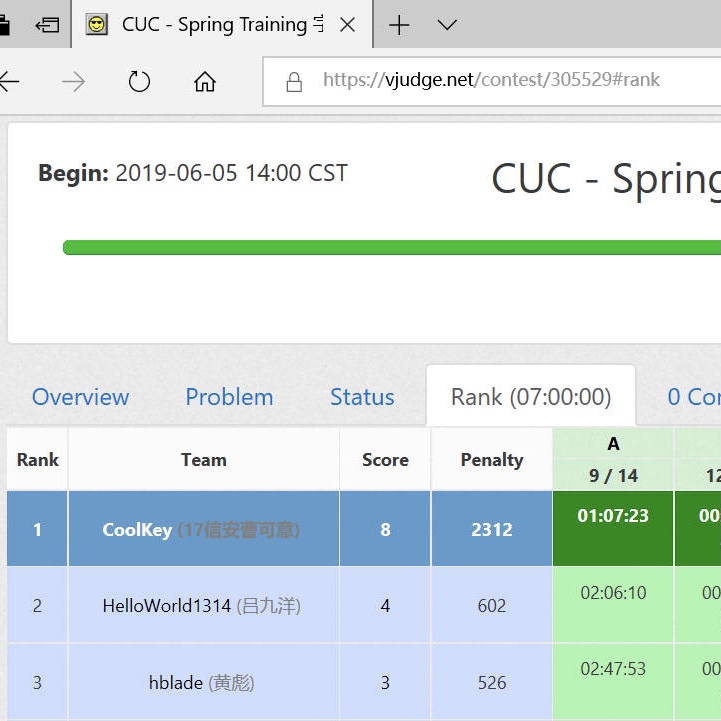 CUC - Spring Training
https://vjudge.net/contest/305529#rank
Begin: 2019-06-05 14:00 CST
CUC - Spring
Overview Problem Status Rank (07:00:00) 0 Co
Rank Team Score Penalty A
9 / 14 12
1 CoolKey (17信安曹可意) 8 2312 01:07:23 00
2 HelloWorld1314 (吕九洋) 4 602 02:06:10 00
3 hblade (黄彪) 3 526 02:47:53 00